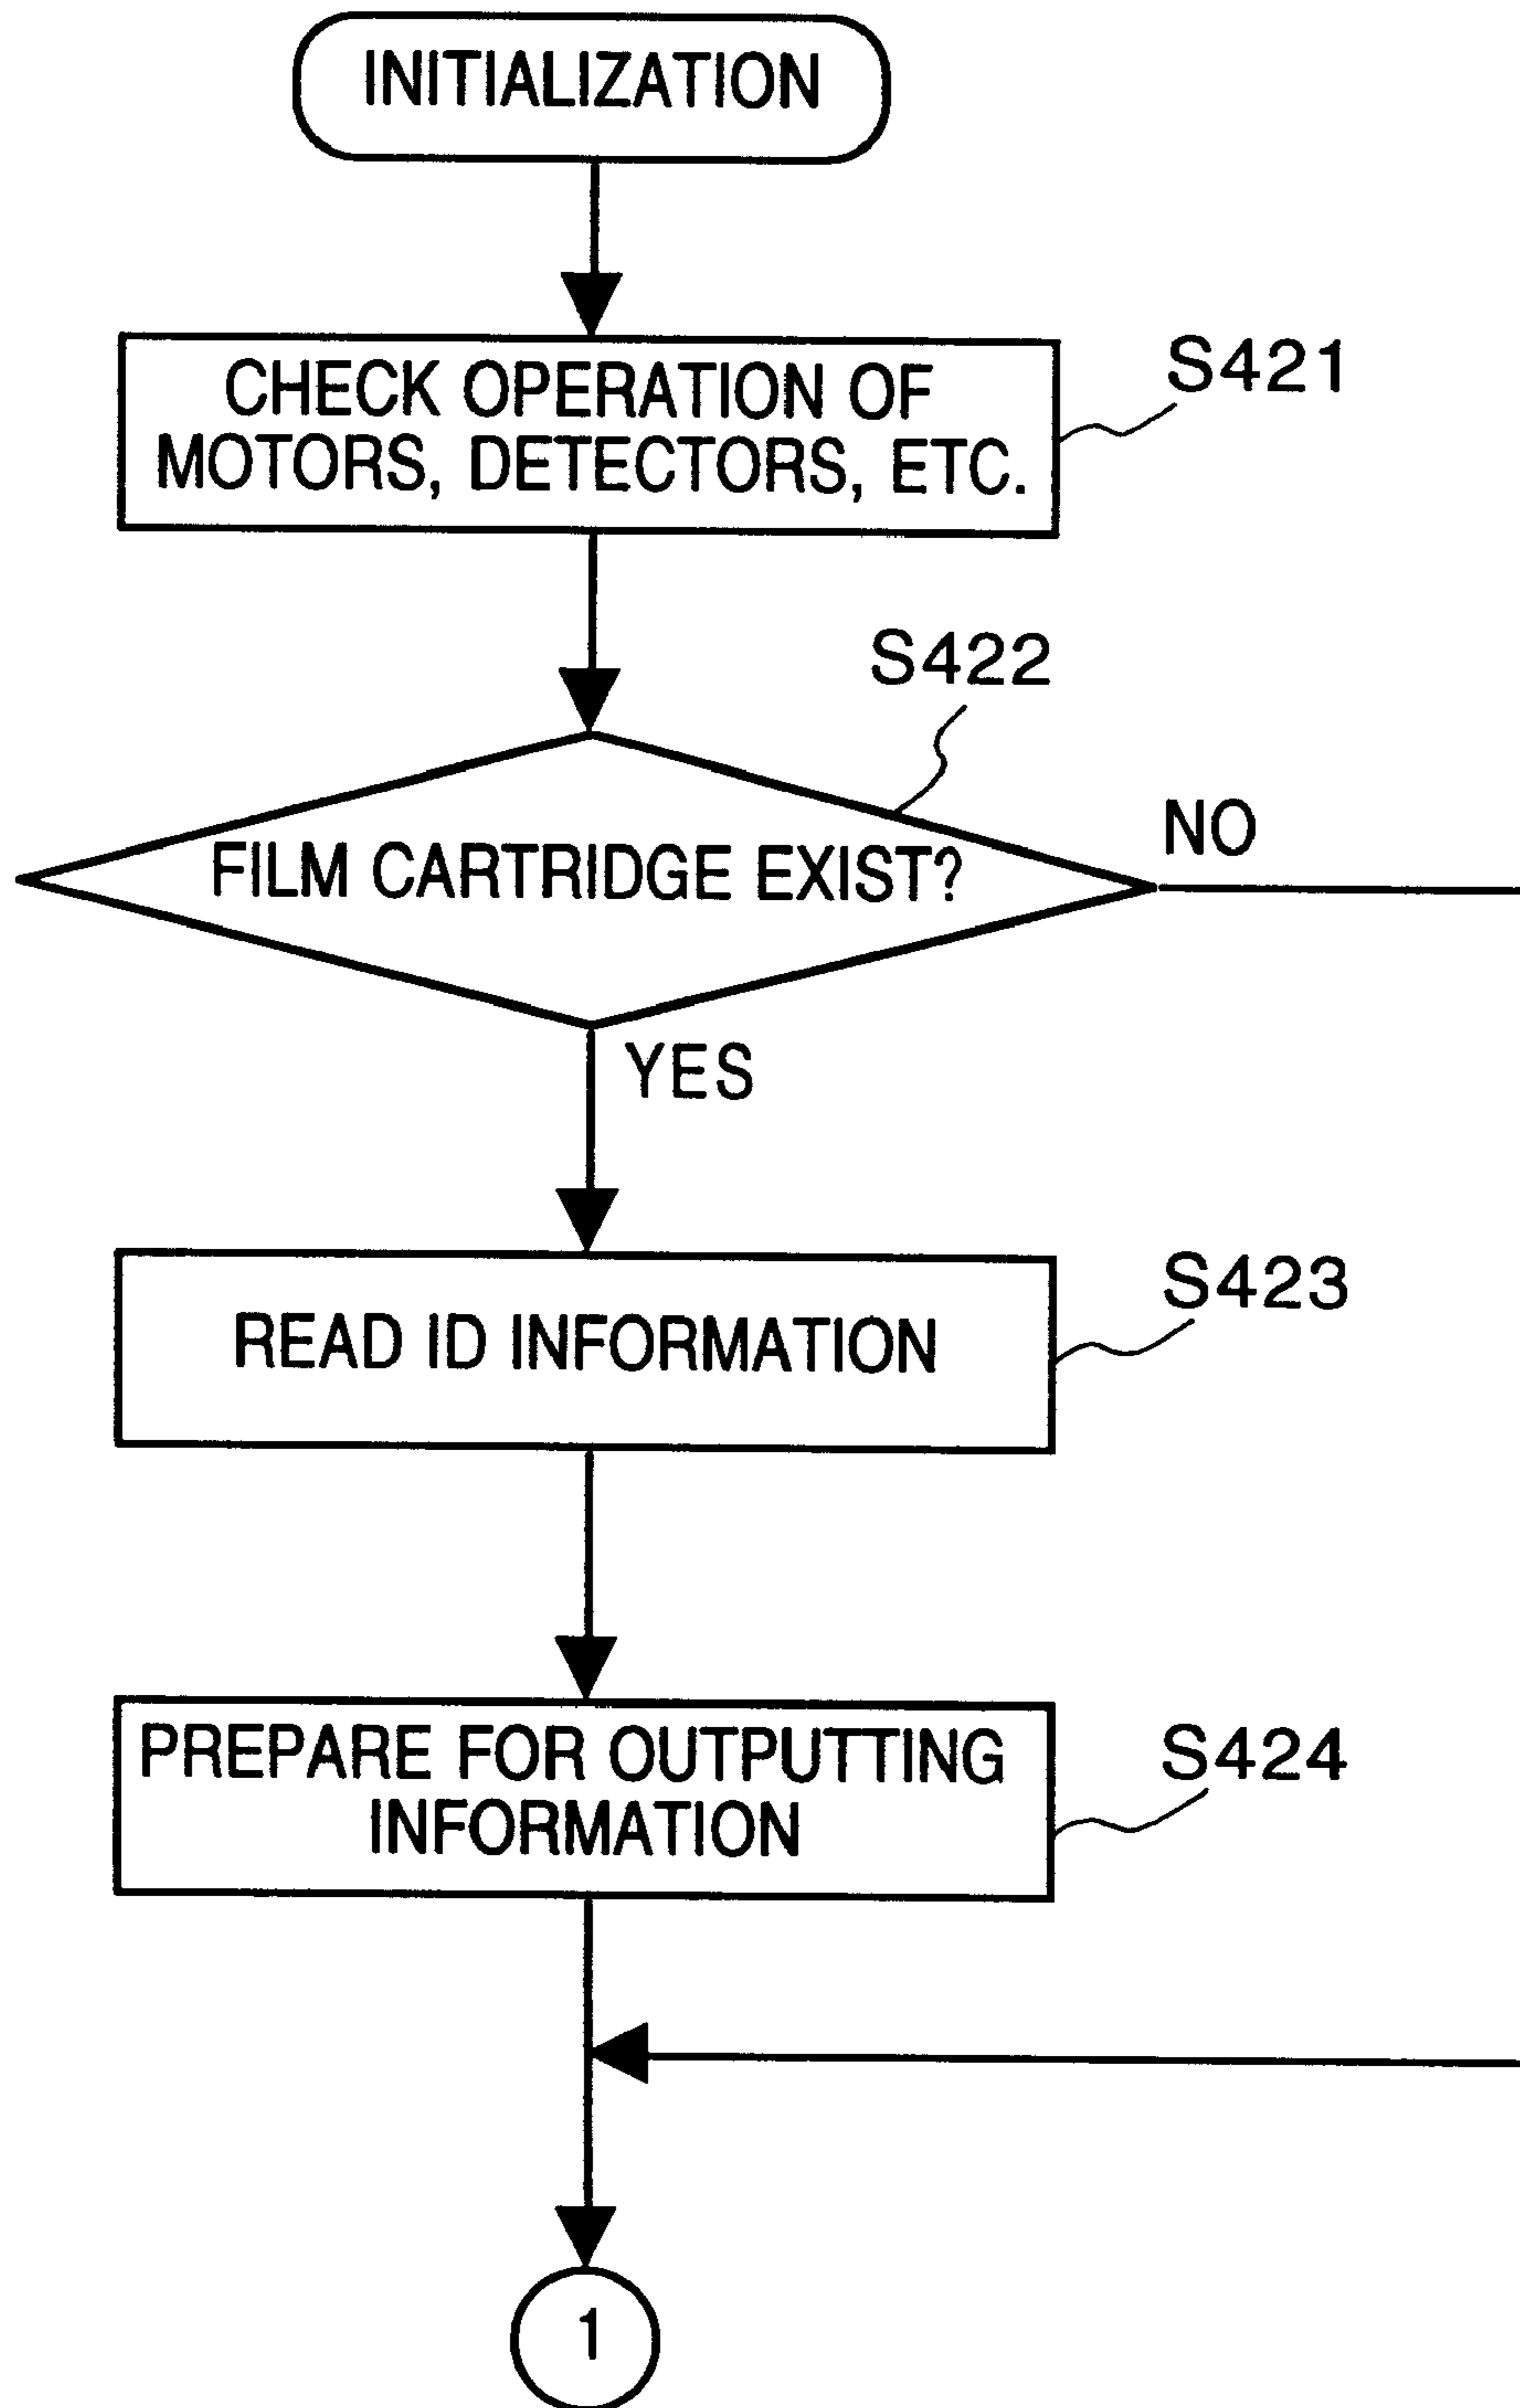 INITIALIZATION
CHECK OPERATION OF
MOTORS, DETECTORS, ETC.
S421
S422
FILM CARTRIDGE EXIST?
NO
YES
READ ID INFORMATION
S423
PREPARE FOR OUTPUTTING
INFORMATION
S424
1